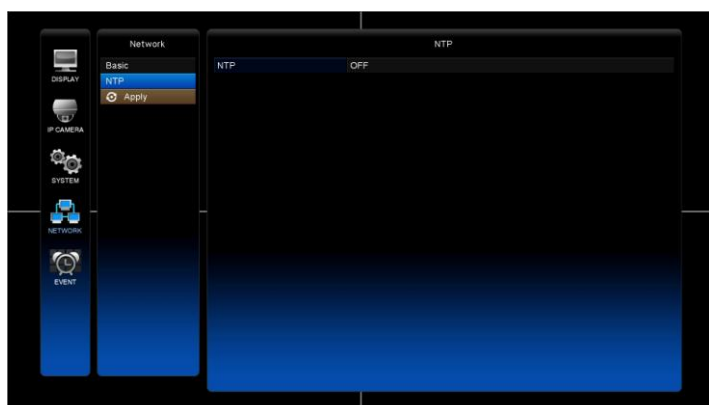 Network
NTP
Basic
NTP OFF
DISPLAY
NTP
Apply
IP CAMERA
SYSTEM
NETWORK
EVENT